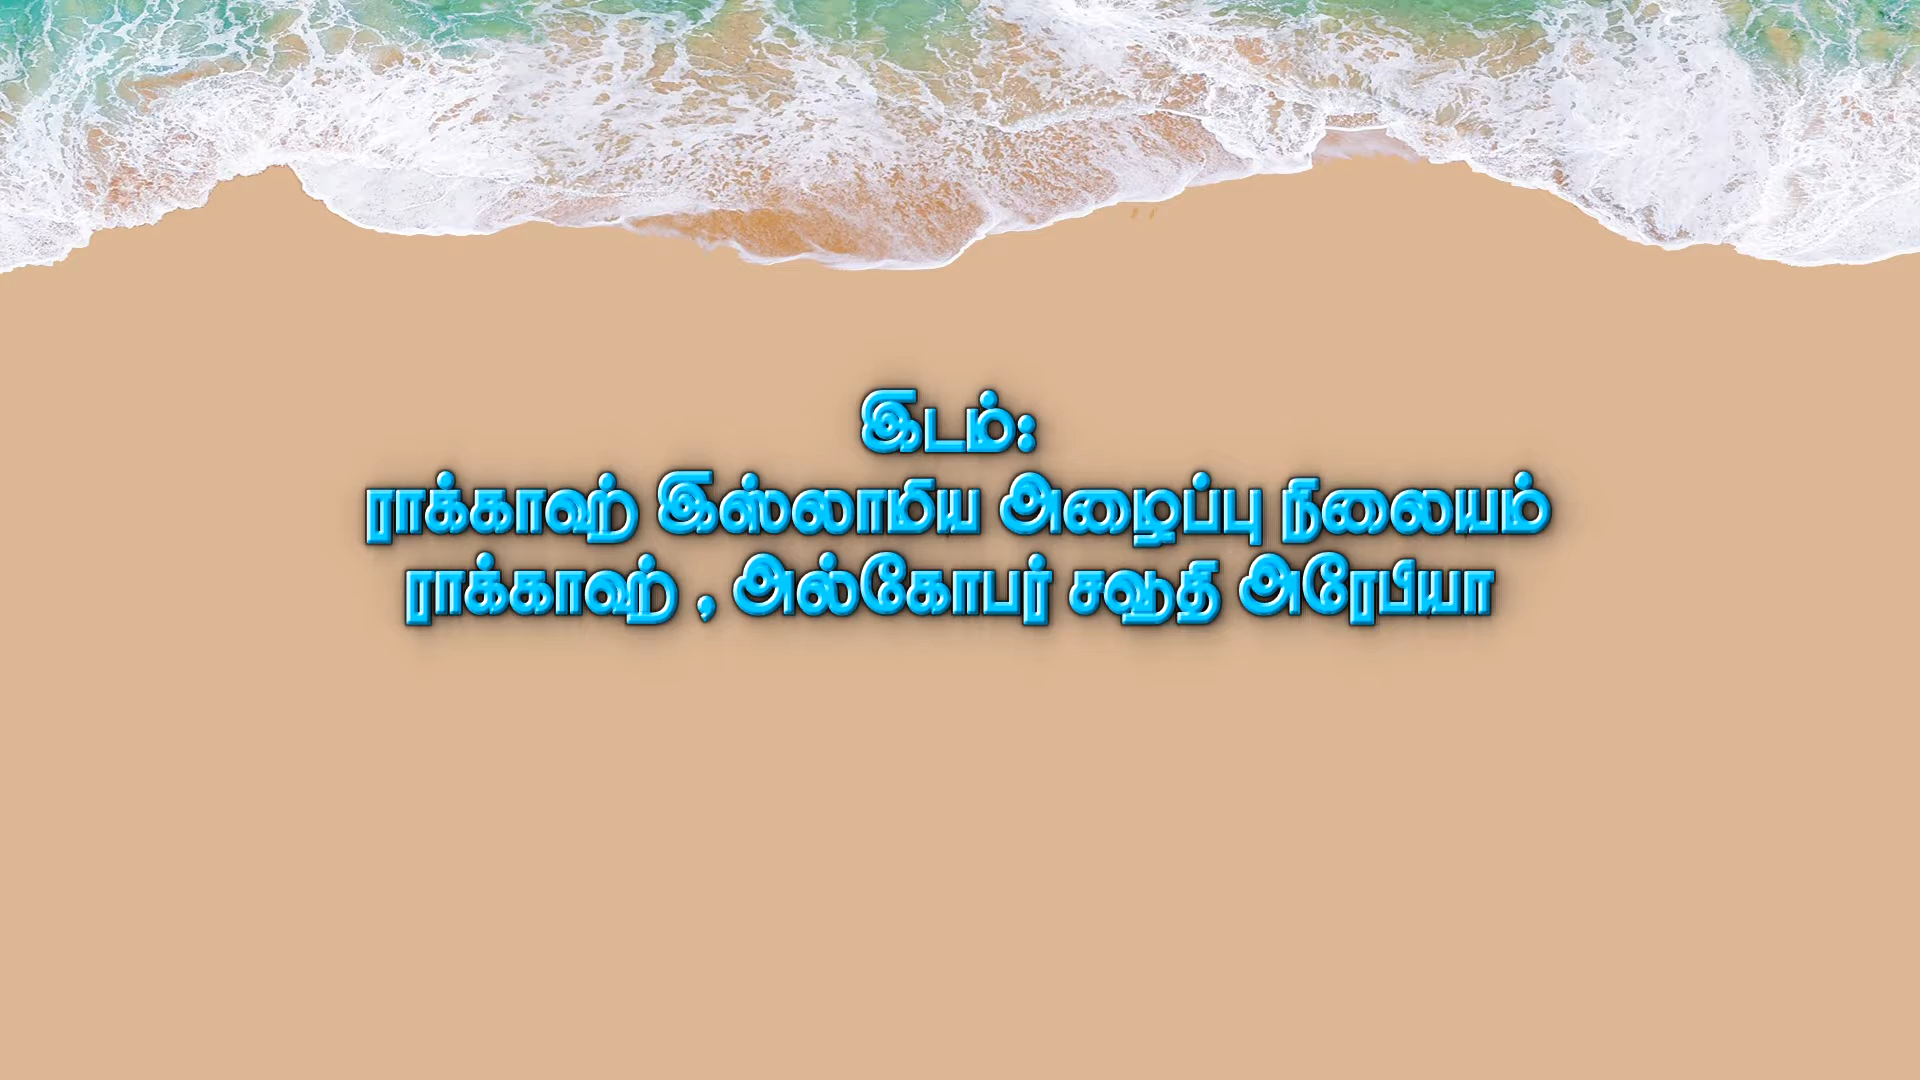 இடம்:
ராக்காஹ் இஸ்லாமிய அழைப்பு நிலையம்
ராக்காஹ் , அல்கோபர் சவூதி அரேபியா